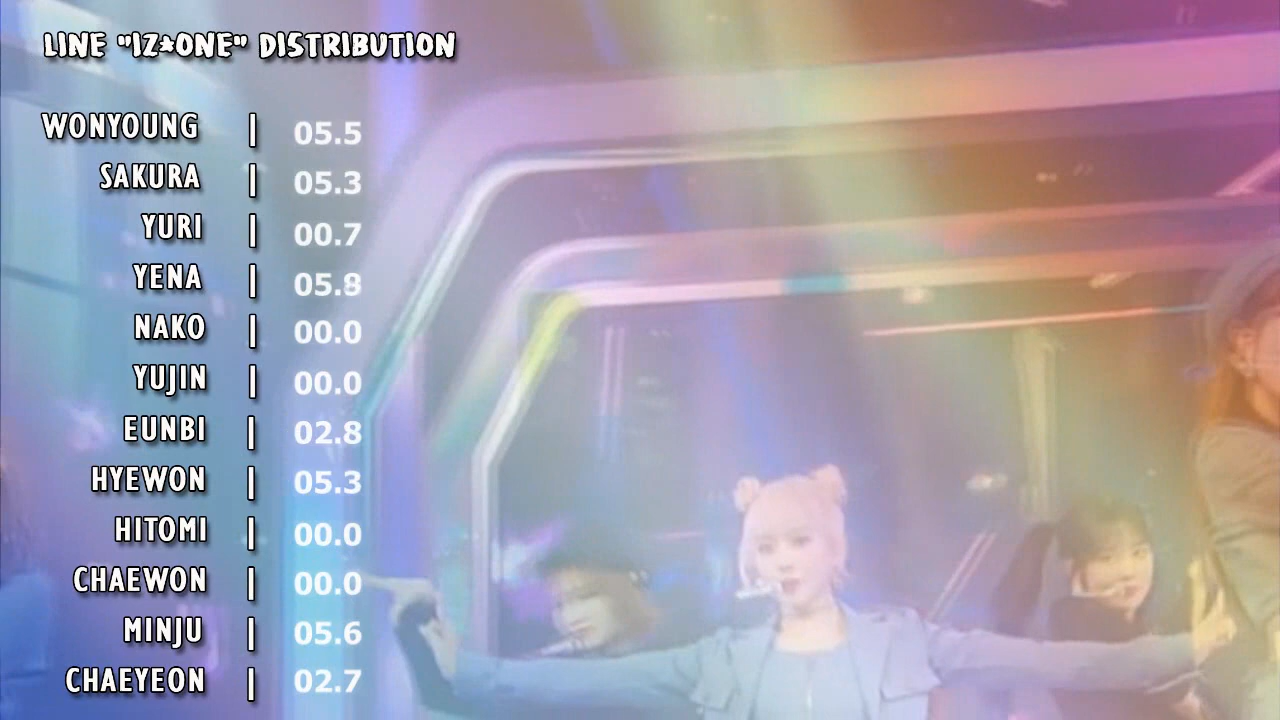 LINE "IZ*ONE" DISTRIBUTION
WONYOUNG | 05.5
SAKURA | 05.3
YURI | 00.7
YENA | 05.8
NAKO | 00.0
YUJIN | 00.0
EUNBI | 02.8
HYEWON | 05.3
HITOMI | 00.0
CHAEWON | 00.0
MINJU | 05.6
CHAEYEON | 02.7